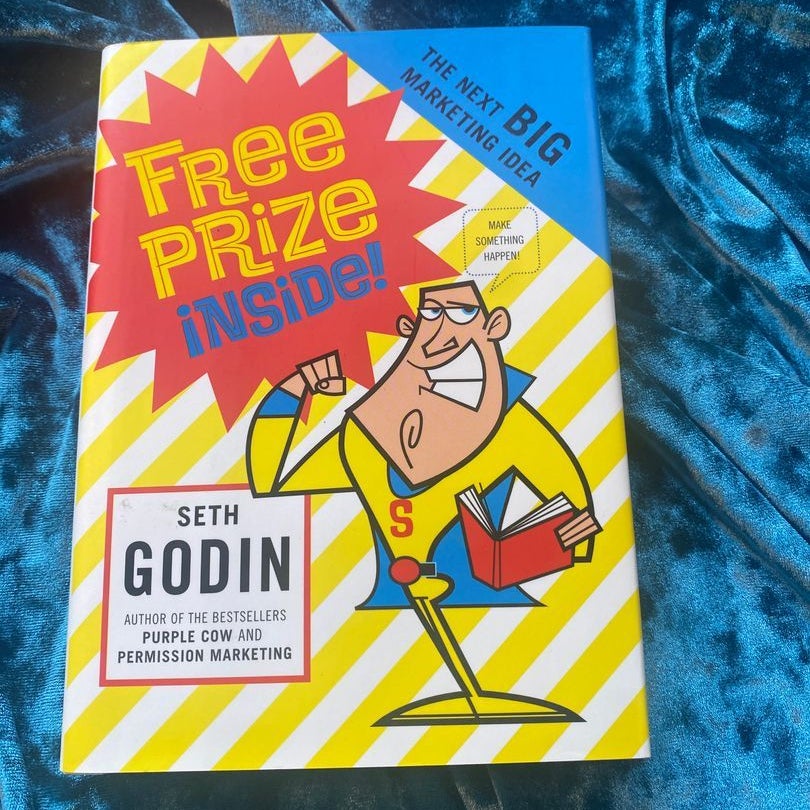 THE NEXT BIG
MARKETING IDEA
FRee
PRiZe
iNSiDe!
MAKE
SOMETHING
HAPPEN!
S
SETH
GODIN
AUTHOR OF THE BESTSELLERS
PURPLE COW AND
PERMISSION MARKETING